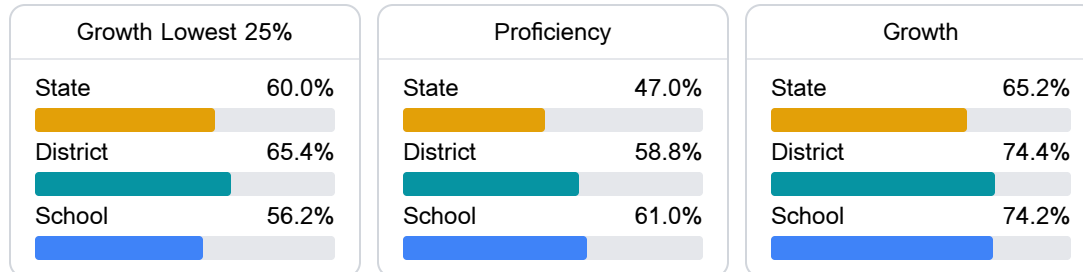 Growth Lowest 25%
State 60.0%
District 65.4%
School 56.2%
Proficiency
State 47.0%
District 58.8%
School 61.0%
Growth
State 65.2%
District 74.4%
School 74.2%